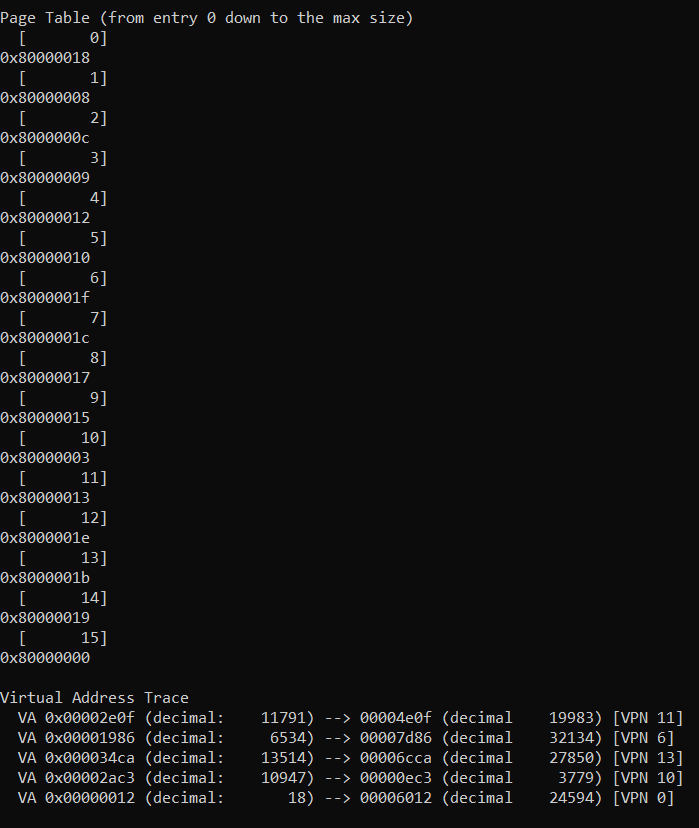 Page Table (from entry 0 down to the max size)
  [       0]
0x80000018
  [       1]
0x80000008
  [       2]
0x8000000c
  [       3]
0x80000009
  [       4]
0x80000012
  [       5]
0x80000010
  [       6]
0x8000001f
  [       7]
0x8000001c
  [       8]
0x80000017
  [       9]
0x80000015
  [      10]
0x80000003
  [      11]
0x80000013
  [      12]
0x8000001e
  [      13]
0x8000001b
  [      14]
0x80000019
  [      15]
0x80000000

Virtual Address Trace
  VA 0x00002e0f (decimal:    11791) --> 00004e0f (decimal    19983) [VPN 11]
  VA 0x00001986 (decimal:     6534) --> 00007d86 (decimal    32134) [VPN 6]
  VA 0x000034ca (decimal:    13514) --> 00006cca (decimal    27850) [VPN 13]
  VA 0x00002ac3 (decimal:    10947) --> 00000ec3 (decimal     3779) [VPN 10]
  VA 0x00000012 (decimal:       18) --> 00006012 (decimal    24594) [VPN 0]